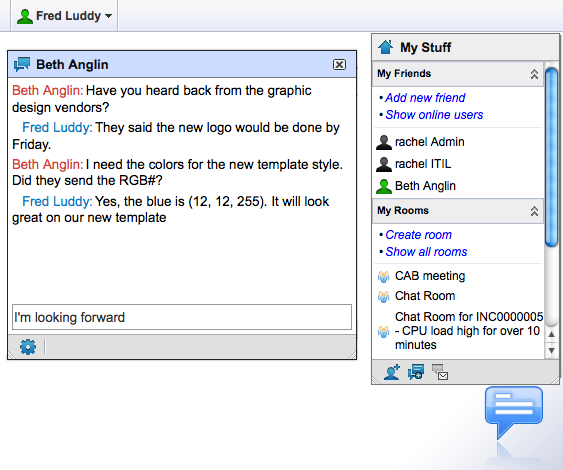 Fred Luddy
Beth Anglin
Beth Anglin: Have you heard back from the graphic
design vendors?
Fred Luddy: They said the new logo would be done by
Friday.
Beth Anglin: I need the colors for the new template style.
Did they send the RGB#?
Fred Luddy: Yes, the blue is (12, 12, 255). It will look
great on our new template
I'm looking forward
My Stuff
My Friends
• Add new friend
• Show online users
rachel Admin
rachel ITIL
Beth Anglin
My Rooms
• Create room
• Show all rooms
CAB meeting
Chat Room
Chat Room for INC0000005
- CPU load high for over 10
minutes